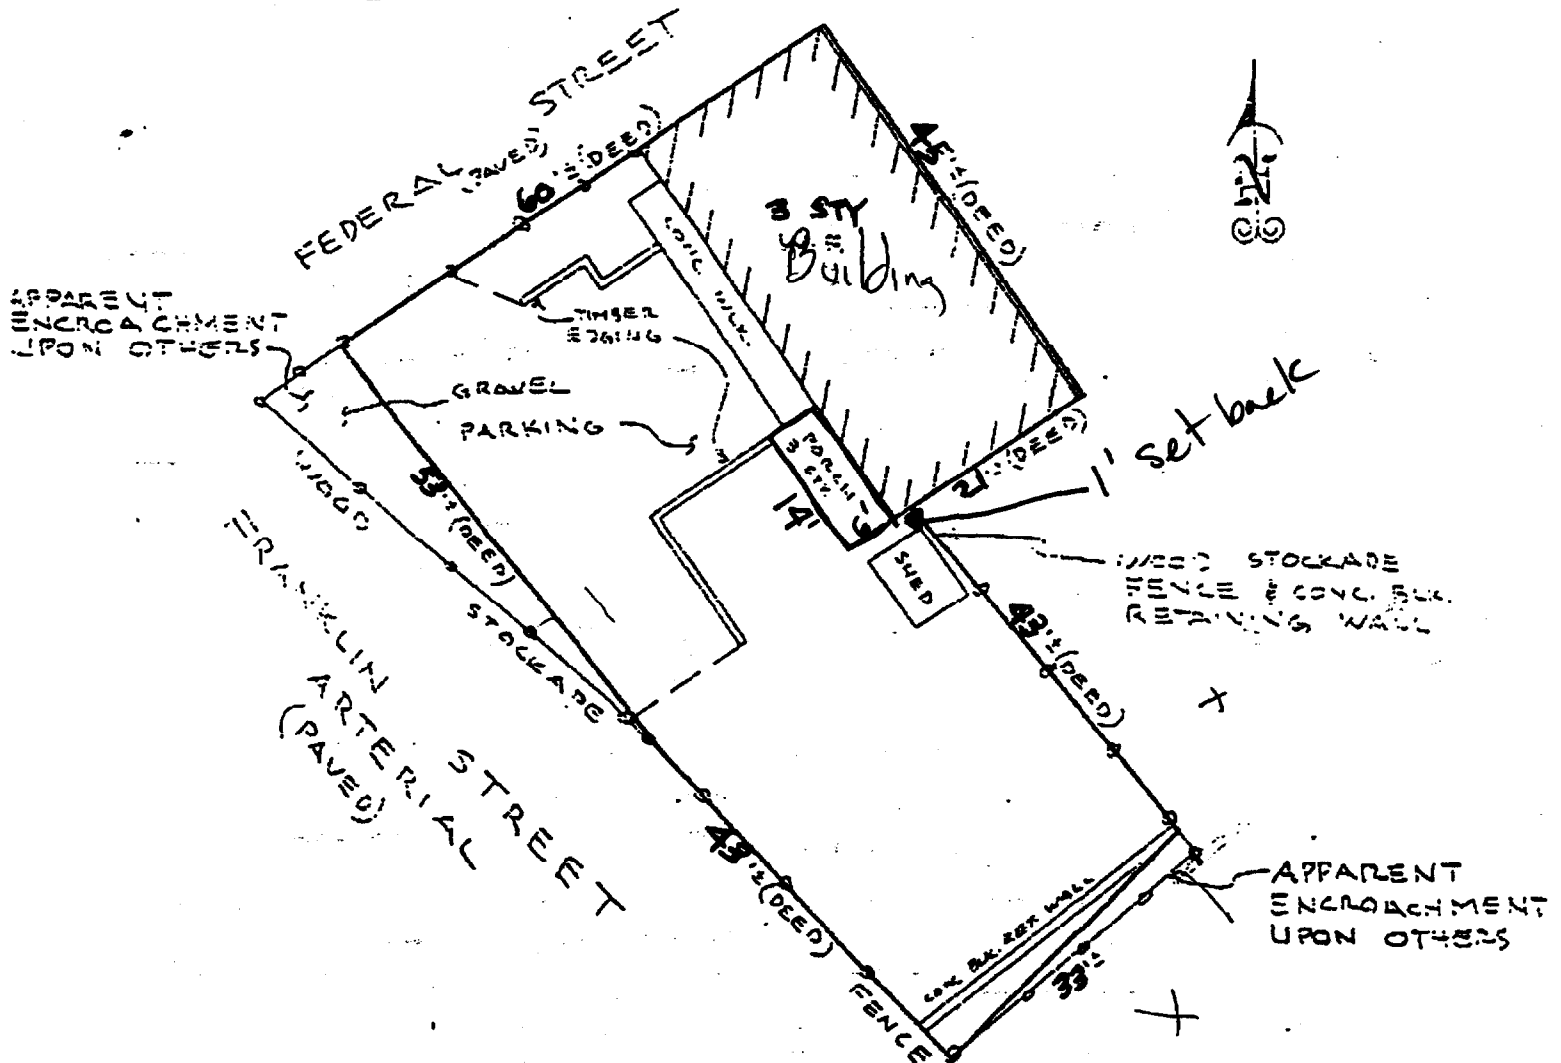 FEDERAL STREET
(PAVED)
60'± (DEED)
45'± (DEED)
3 STY
Building
N
APPARENT
ENCROACHMENT
UPON OTHERS
TIMBER
EDGING
CONC. WLK.
GRAVEL
PARKING
PORCH
3 STY.
14'
6
21'± (DEED)
1' set back
SHED
WOOD STOCKADE
FENCE & CONC. BLK.
RETAINING WALL
53'± (DEED)
43'± (DEED)
WOOD
STOCKADE
FENCE
FRANKLIN STREET
ARTERIAL
(PAVED)
43'± (DEED)
CONC. BLK. RET. WALL
33'±
APPARENT
ENCROACHMENT
UPON OTHERS